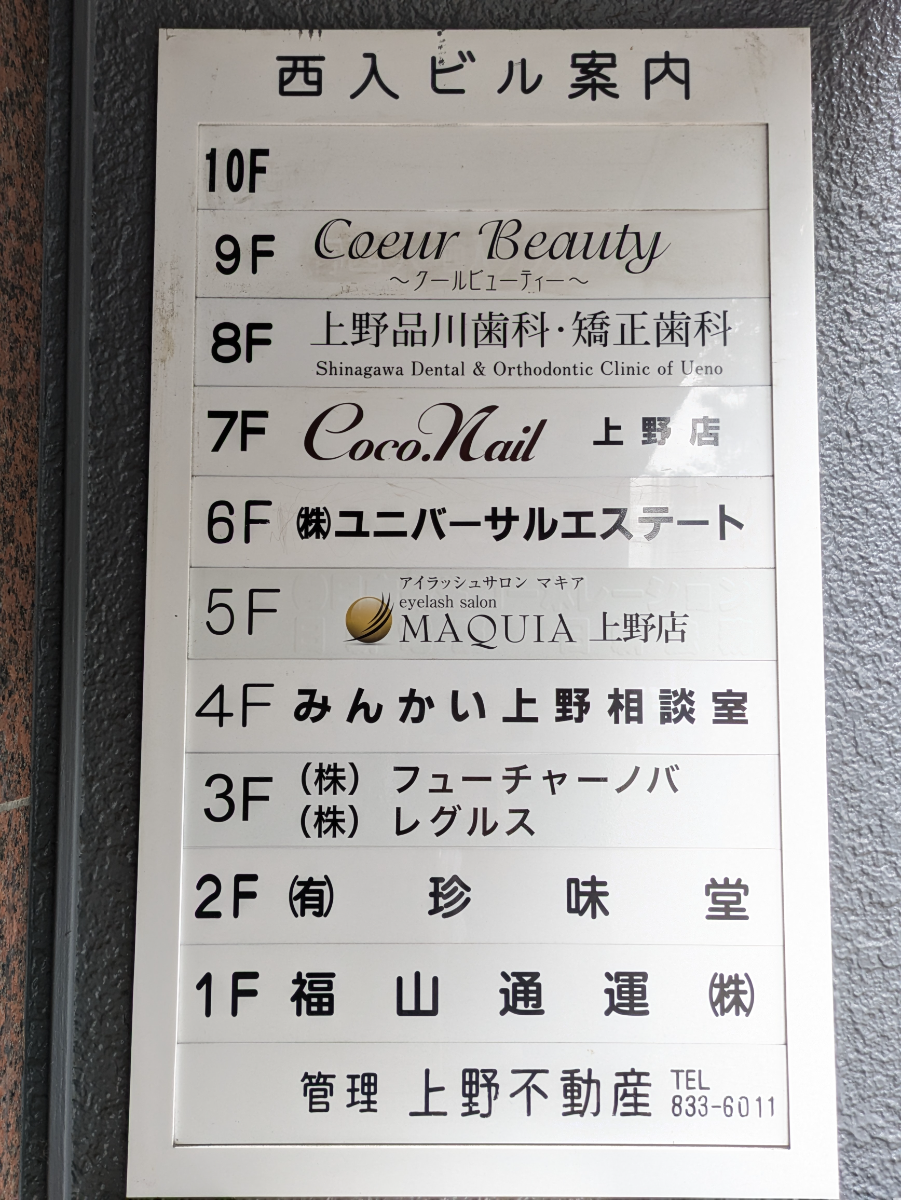 西入ビル案内
10F
9F Coeur Beauty
～クールビューティー～
8F 上野品川歯科・矯正歯科
Shinagawa Dental & Orthodontic Clinic of Ueno
7F Coco.Nail 上野店
6F ㈱ユニバーサルエステート
アイラッシュサロン マキア
eyelash salon
5F MAQUIA 上野店
4F みんかい上野相談室
3F （株） フューチャーノバ
（株） レグルス
2F ㈲ 珍味堂
1F 福山通運㈱
管理 上野不動産 TEL
833-6011